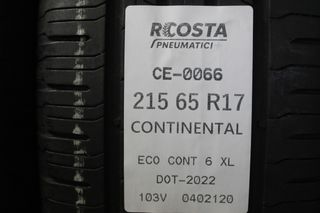 RCOSTA
PNEUMATICI
CE-0066
215 65 R17
CONTINENTAL
ECO CONT 6 XL
DOT-2022
103V 0402120